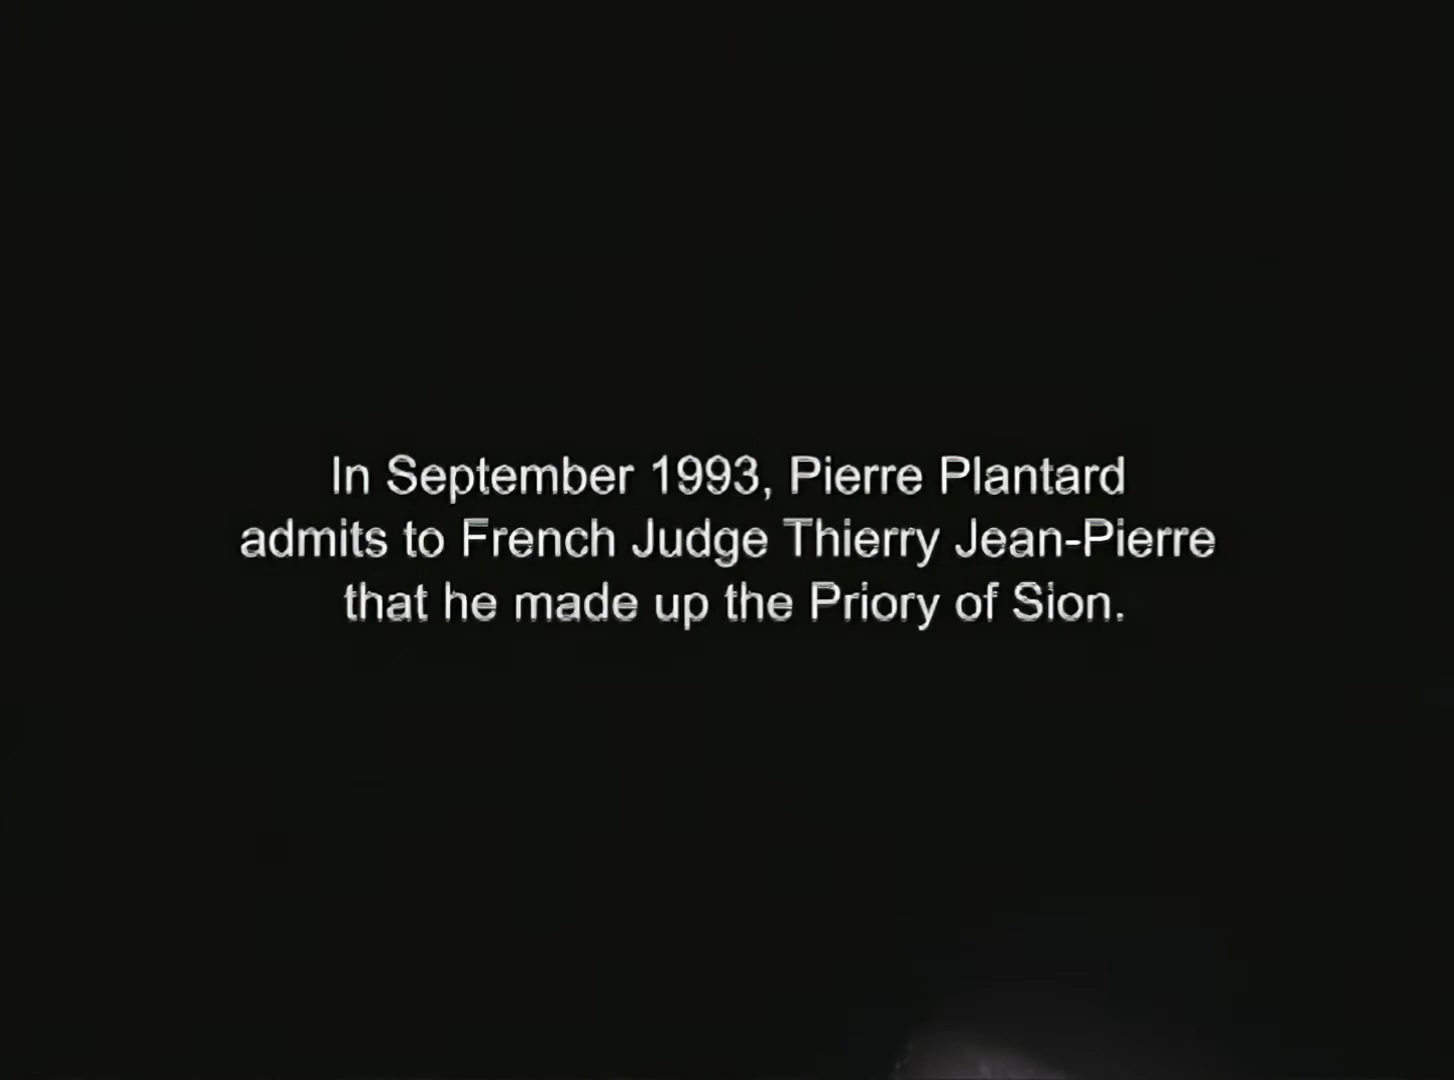 In September 1993, Pierre Plantard
admits to French Judge Thierry Jean-Pierre
that he made up the Priory of Sion.